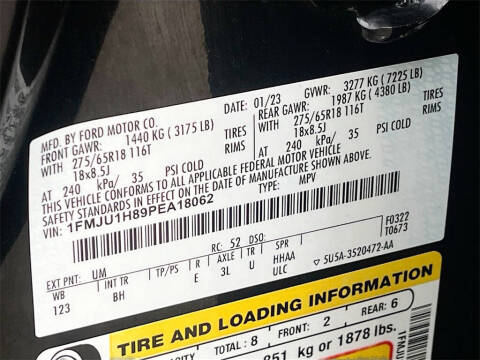 MFD. BY FORD MOTOR CO.
DATE: 01/23 GVWR: 3277 KG (7225 LB)
FRONT GAWR: 1440 KG (3175 LB) REAR GAWR: 1987 KG (4380 LB)
WITH 275/65R18 116T TIRES WITH 275/65R18 116T TIRES
18x8.5J RIMS 18x8.5J RIMS
AT 240 kPa/ 35 PSI COLD AT 240 kPa/ 35 PSI COLD
THIS VEHICLE CONFORMS TO ALL APPLICABLE FEDERAL MOTOR VEHICLE
SAFETY STANDARDS IN EFFECT ON THE DATE OF MANUFACTURE SHOWN ABOVE.
VIN: 1FMJU1H89PEA18062 TYPE: MPV
F0322
T0673
EXT PNT: UM RC: 52 DSO:
WB INT TR TP/PS R AXLE TR SPR
123 BH E 3L U HHAA
ULC 5U5A-3520472-AA
TIRE AND LOADING INFORMATION
TOTAL: 8 FRONT: 2 REAR: 6
851 kg or 1878 lbs.